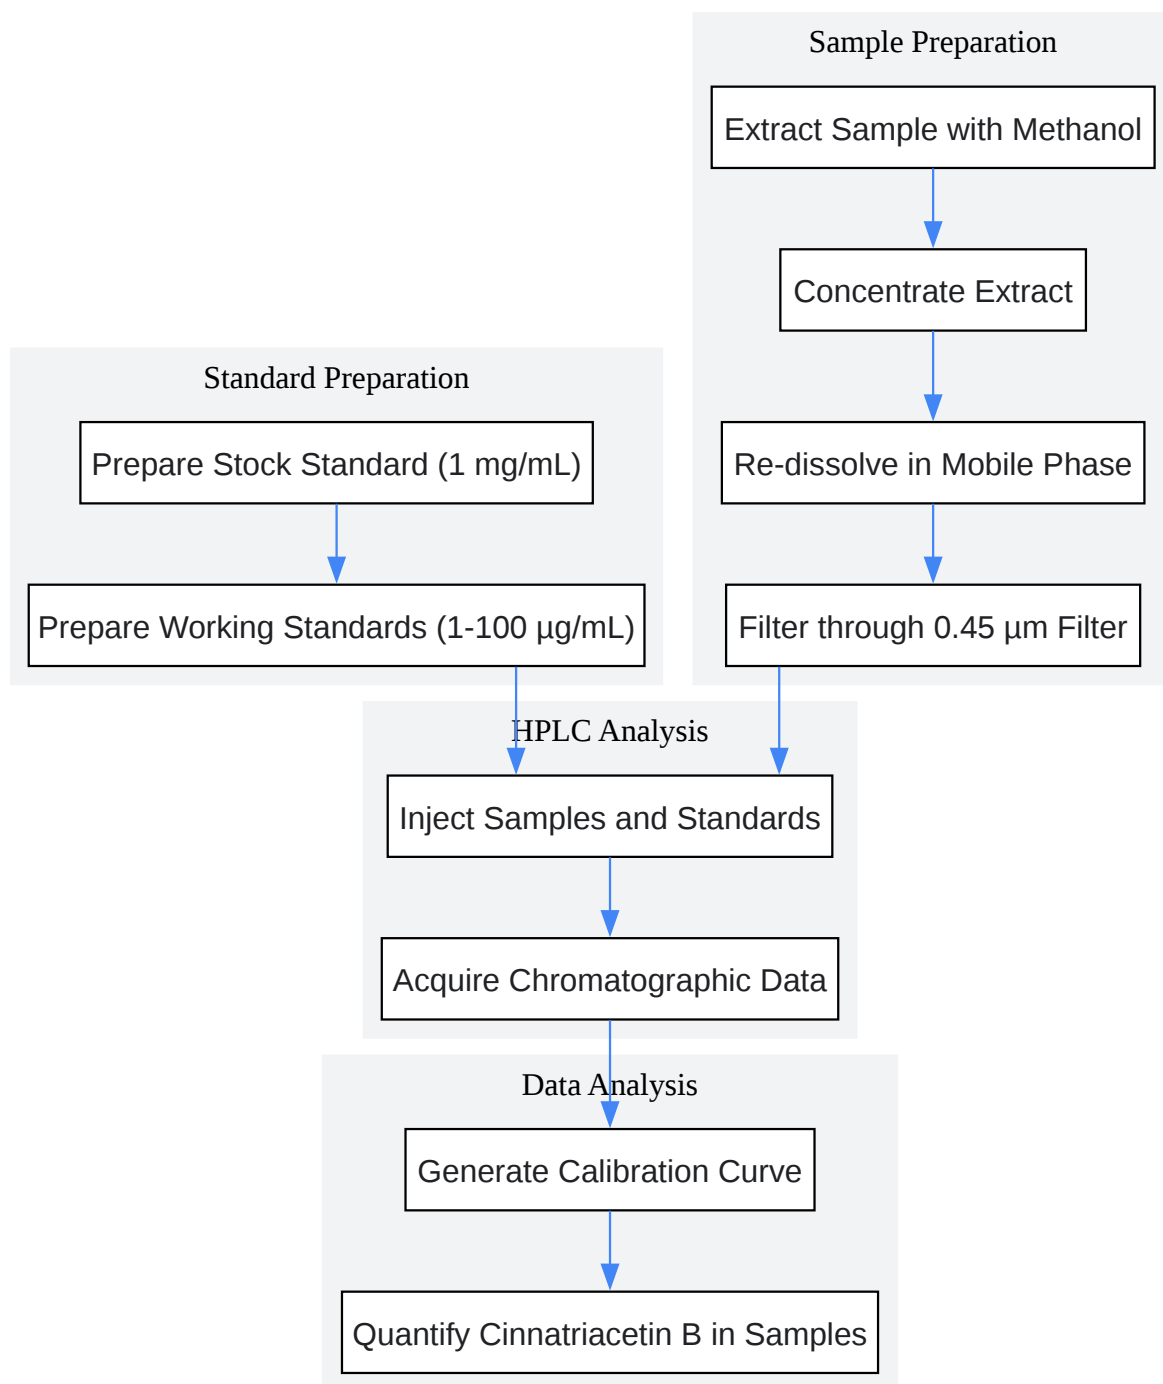 Sample Preparation
Extract Sample with Methanol
Concentrate Extract
Re-dissolve in Mobile Phase
Filter through 0.45 µm Filter
Standard Preparation
Prepare Stock Standard (1 mg/mL)
Prepare Working Standards (1-100 µg/mL)
HPLC Analysis
Inject Samples and Standards
Acquire Chromatographic Data
Data Analysis
Generate Calibration Curve
Quantify Cinnatriacetin B in Samples